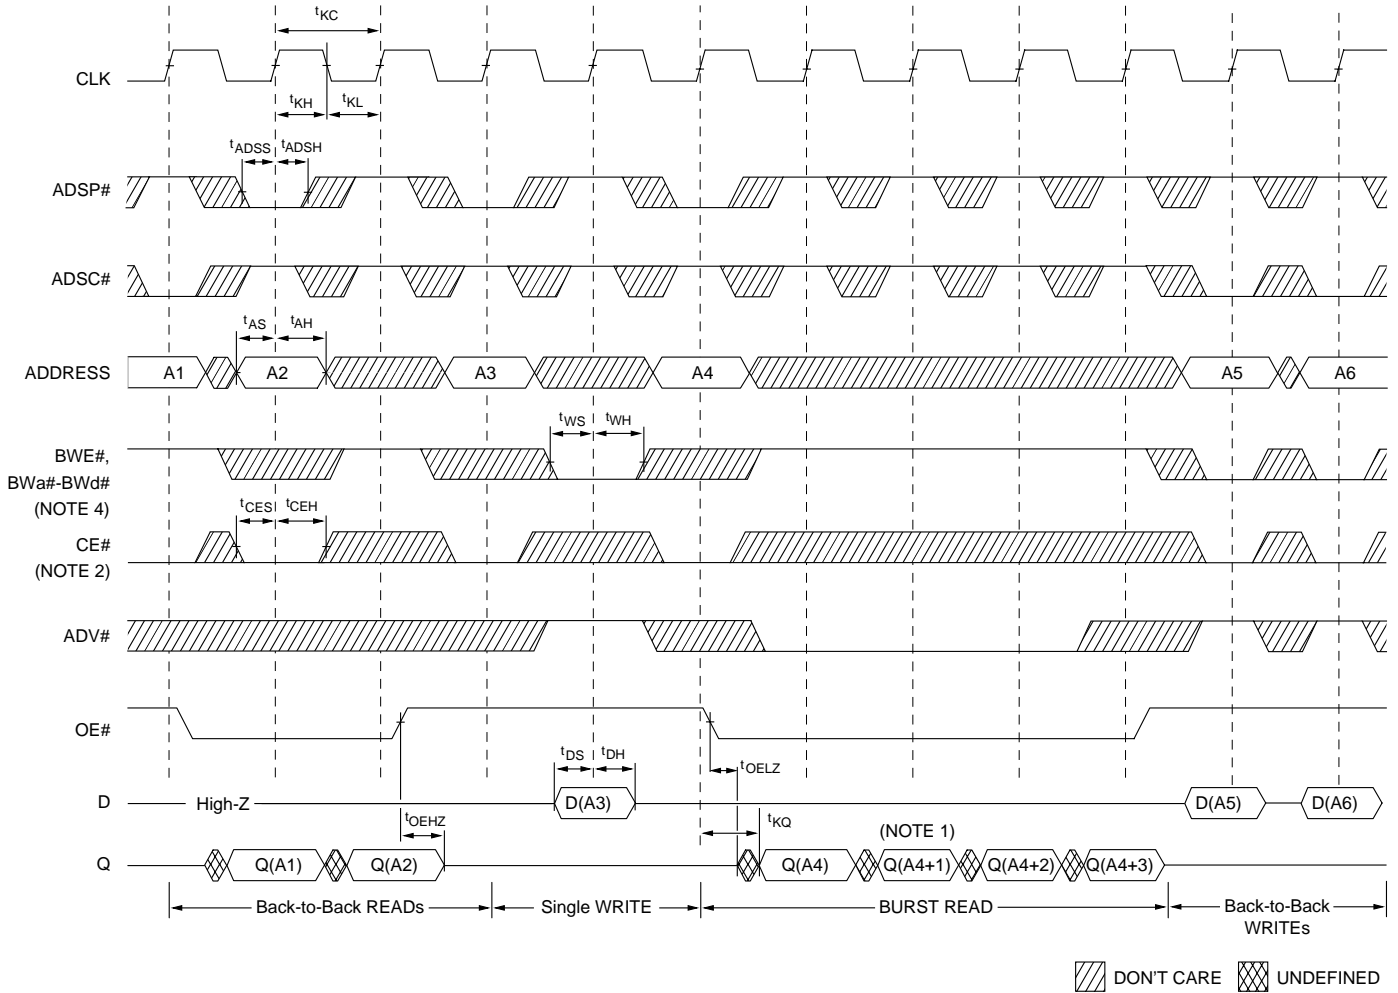 tKC
CLK
tKH tKL
tADSS tADSH
ADSP#
ADSC#
tAS tAH
ADDRESS A1 A2 A3 A4 A5 A6
tWS tWH
BWE#,
BWa#-BWd#
(NOTE 4)
tCES tCEH
CE#
(NOTE 2)
ADV#
OE#
tDS tDH
tOELZ
D High-Z D(A3) D(A5) D(A6)
tOEHZ tKQ (NOTE 1)
Q Q(A1) Q(A2) Q(A4) Q(A4+1) Q(A4+2) Q(A4+3)
Back-to-Back READs Single WRITE BURST READ Back-to-Back
WRITEs
DON'T CARE UNDEFINED